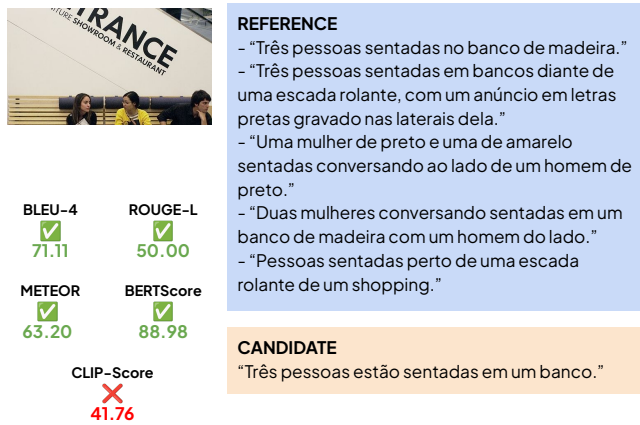 TRANCE
TURE SHOWROOM & RESTAURANT
BLEU-4
ROUGE-L
71.11
50.00
METEOR
BERTScore
63.20
88.98
CLIP-Score
41.76
REFERENCE
- “Três pessoas sentadas no banco de madeira.”
- “Três pessoas sentadas em bancos diante de
uma escada rolante, com um anúncio em letras
pretas gravado nas laterais dela.”
- “Uma mulher de preto e uma de amarelo
sentadas conversando ao lado de um homem de
preto.”
- “Duas mulheres conversando sentadas em um
banco de madeira com um homem do lado.”
- “Pessoas sentadas perto de uma escada
rolante de um shopping.”
CANDIDATE
“Três pessoas estão sentadas em um banco.”